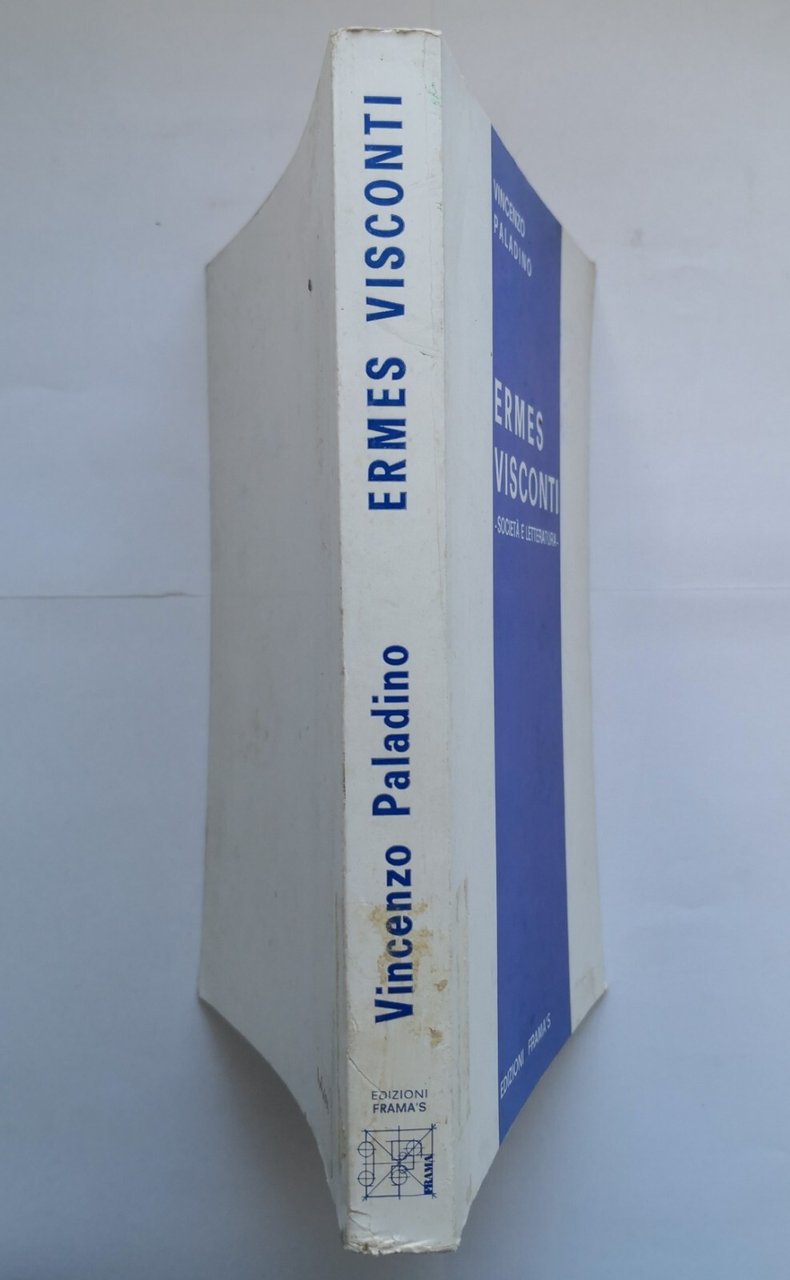 ERMES VISCONTI
Vincenzo Paladino
EDIZIONI
FRAMA'S
FRAMA
VINCENZO
PALADINO
ERMES
VISCONTI
-SOCIETÀ E LETTERATURA-
EDIZIONI FRAMA'S